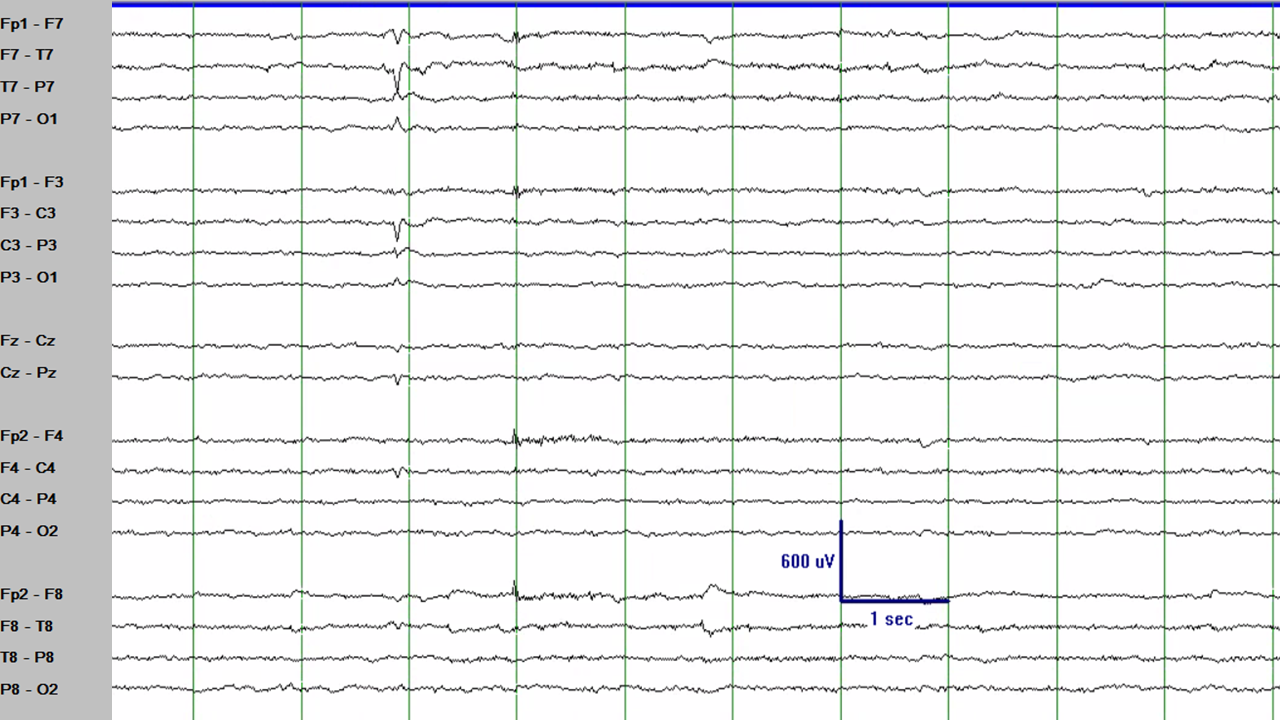 Fp1 - F7
F7 - T7
T7 - P7
P7 - O1
Fp1 - F3
F3 - C3
C3 - P3
P3 - O1
Fz - Cz
Cz - Pz
Fp2 - F4
F4 - C4
C4 - P4
P4 - O2
600 uV
Fp2 - F8
1 sec
F8 - T8
T8 - P8
P8 - O2